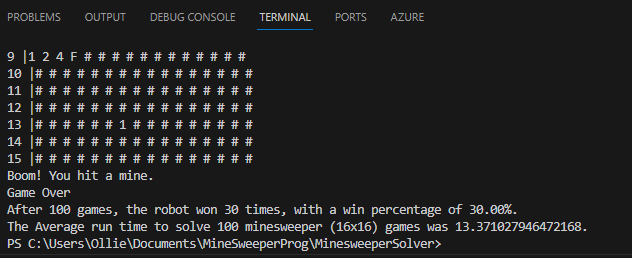 PROBLEMS OUTPUT DEBUG CONSOLE TERMINAL PORTS AZURE
9 |1 2 4 F # # # # # # # # # # # #
10 |# # # # # # # # # # # # # # # #
11 |# # # # # # # # # # # # # # # #
12 |# # # # # # # # # # # # # # # #
13 |# # # # # # 1 # # # # # # # # #
14 |# # # # # # # # # # # # # # # #
15 |# # # # # # # # # # # # # # # #
Boom! You hit a mine.
Game Over
After 100 games, the robot won 30 times, with a win percentage of 30.00%.
The Average run time to solve 100 minesweeper (16x16) games was 13.371027946472168.
PS C:\Users\Ollie\Documents\MineSweeperProg\MinesweeperSolver>